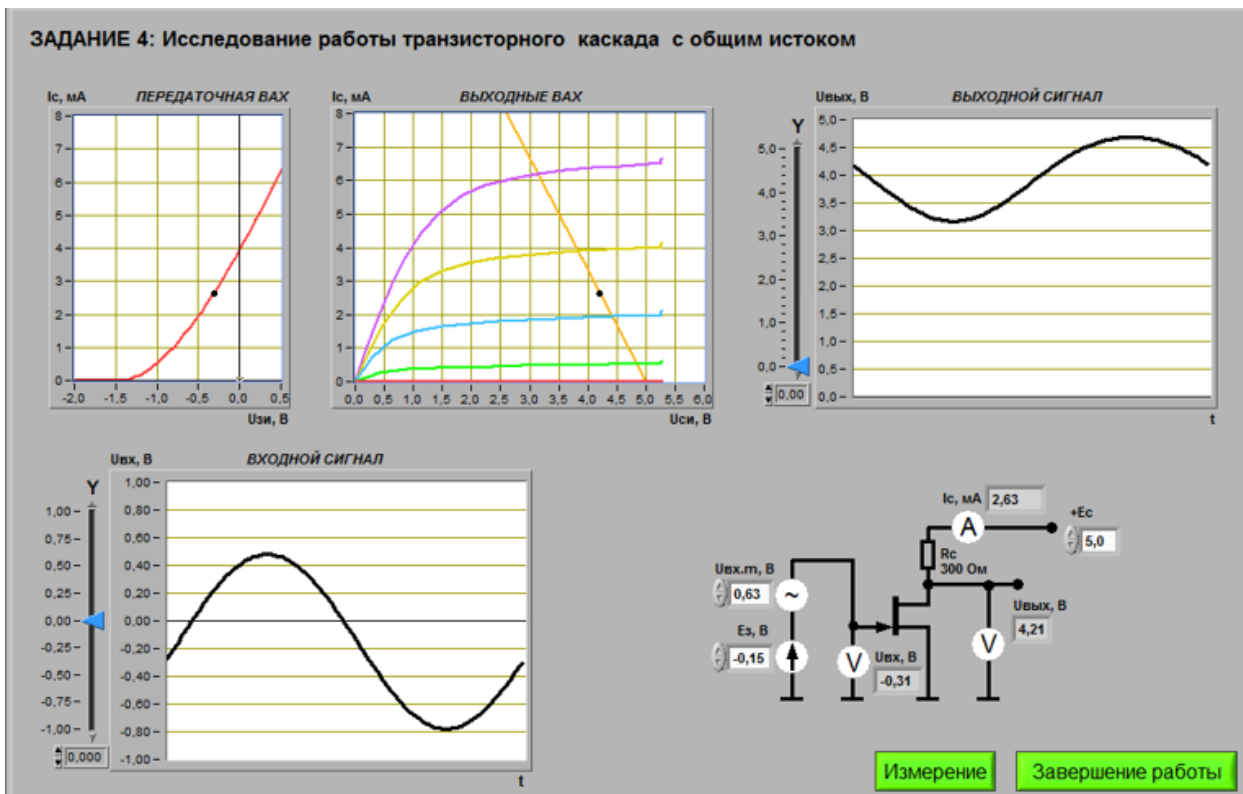 ЗАДАНИЕ 4: Исследование работы транзисторного каскада с общим истоком
Ic, мА ПЕРЕДАТОЧНАЯ ВАХ
8
7
6
5
4
3
2
1
0
-2,0 -1,5 -1,0 -0,5 0,0 0,5
Uзи, В
Ic, мА ВЫХОДНЫЕ ВАХ
8
7
6
5
4
3
2
1
0
0,0 0,5 1,0 1,5 2,0 2,5 3,0 3,5 4,0 4,5 5,0 5,5 6,0
Uси, В
Uвых, В ВЫХОДНОЙ СИГНАЛ
Y
5,0
4,0
3,0
2,0
1,0
0,0
0,00
5,0
4,5
4,0
3,5
3,0
2,5
2,0
1,5
1,0
0,5
0,0
t
Uвх, В ВХОДНОЙ СИГНАЛ
Y
1,00
0,75
0,50
0,25
0,00
-0,25
-0,50
-0,75
-1,00
0,000
1,00
0,80
0,60
0,40
0,20
0,00
-0,20
-0,40
-0,60
-0,80
-1,00
t
Ic, мА 2,63
A
+Ec
5,0
Rc
300 Ом
Uвх.m, В
0,63
~
Uвых, В
4,21
V
Eз, В
-0,15
V
Uвх, В
-0,31
Измерение
Завершение работы